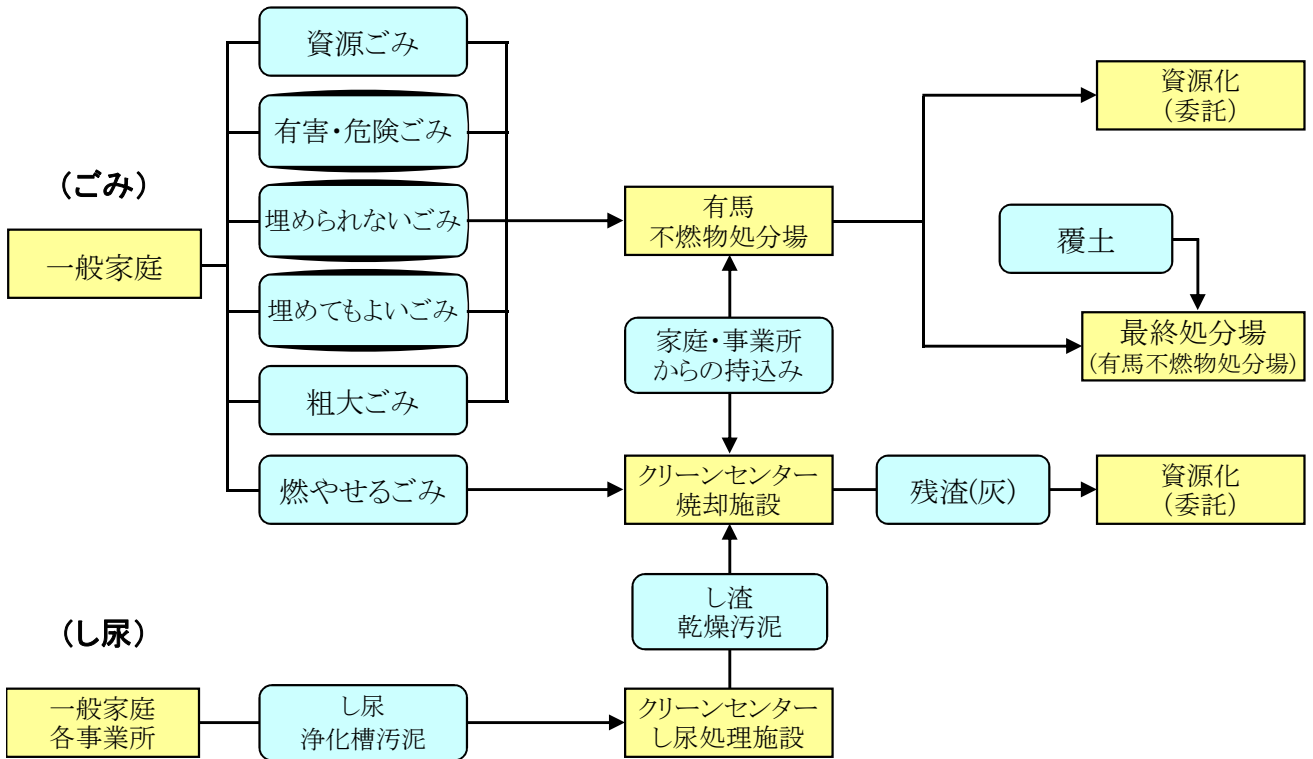 (ごみ)
一般家庭
資源ごみ
有害・危険ごみ
埋められないごみ
埋めてもよいごみ
粗大ごみ
燃やせるごみ
有馬
不燃物処分場
家庭・事業所
からの持込み
クリーンセンター
焼却施設
資源化
(委託)
覆土
最終処分場
(有馬不燃物処分場)
残渣(灰)
資源化
(委託)
(し尿)
一般家庭
各事業所
し尿
浄化槽汚泥
クリーンセンター
し尿処理施設
し渣
乾燥汚泥